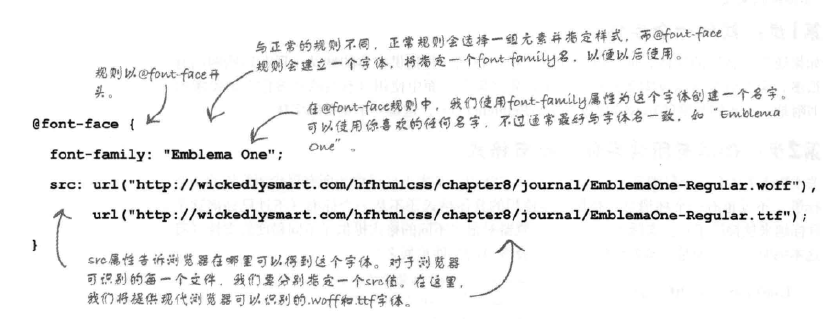 与正常的规则不同，正常规则会选择一组元素并指定样式，而@font-face
规则会建立一个字体，将指定一个font-family名，以便以后使用。
规则以@font-face开
头。
在@font-face规则中，我们使用font-family属性为这个字体创建一个名字。
可以使用你喜欢的任何名字，不过通常最好与字体名一致，如“Emblema
One”。
@font-face {
font-family: "Emblema One";
src: url("http://wickedlysmart.com/hfhtmlcss/chapter8/journal/EmblemaOne-Regular.woff"),
url("http://wickedlysmart.com/hfhtmlcss/chapter8/journal/EmblemaOne-Regular.ttf");
}
src属性告诉浏览器在哪里可以得到这个字体。对于浏览器
可识别的每一个文件，我们要分别指定一个src值。在这里，
我们将提供现代浏览器可以识别的.woff和.ttf字体。